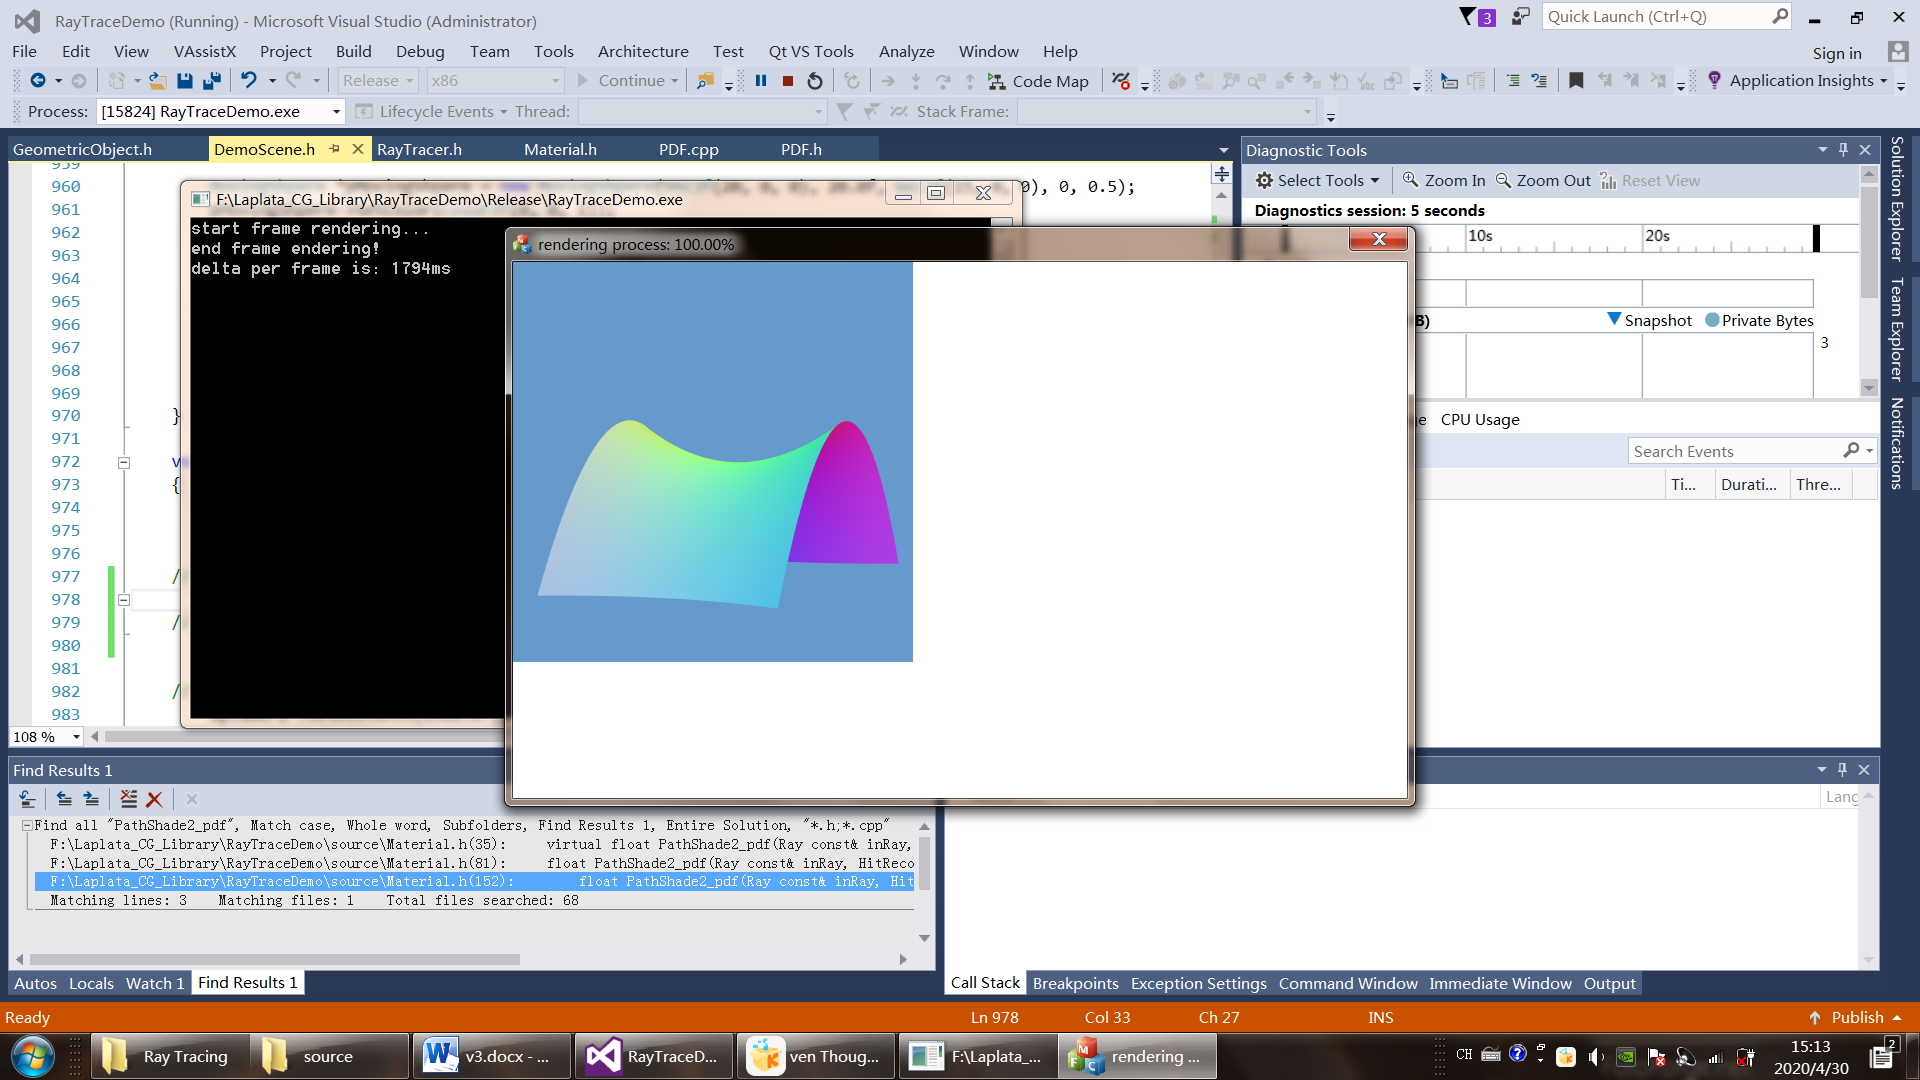 RayTraceDemo (Running) - Microsoft Visual Studio (Administrator)
3
Quick Launch (Ctrl+Q)
File Edit View VAssistX Project Build Debug Team Tools Architecture Test Qt VS Tools Analyze Window Help
Sign in
Release x86 Continue Code Map Application Insights
Process: [15824] RayTraceDemo.exe Lifecycle Events Thread: Stack Frame:
GeometricObject.h DemoScene.h RayTracer.h Material.h PDF.cpp PDF.h
959
960
0), 0, 0.5);
961
962
963
964
965
966
967
968
969
970 }
971
972 v
973 {
974
975
976
977 /
978
979 /
980
981
982 /
983
108 %
F:\Laplata_CG_Library\RayTraceDemo\Release\RayTraceDemo.exe
start frame rendering...
end frame endering!
delta per frame is: 1794ms
rendering process: 100.00%
Diagnostic Tools
Select Tools Zoom In Zoom Out Reset View
Diagnostics session: 5 seconds
10s 20s
B) Snapshot Private Bytes
3
e CPU Usage
Search Events
Ti... Durati... Thre...
Solution Explorer
Team Explorer
Notifications
Find Results 1
Find all "PathShade2_pdf", Match case, Whole word, Subfolders, Find Results 1, Entire Solution, "*.h;*.cpp"
F:\Laplata_CG_Library\RayTraceDemo\source\Material.h(35): virtual float PathShade2_pdf(Ray const& inRay,
F:\Laplata_CG_Library\RayTraceDemo\source\Material.h(81): float PathShade2_pdf(Ray const& inRay, HitReco
F:\Laplata_CG_Library\RayTraceDemo\source\Material.h(152): float PathShade2_pdf(Ray const& inRay, Hit
Matching lines: 3 Matching files: 1 Total files searched: 68
Lang
Autos Locals Watch 1 Find Results 1
Call Stack Breakpoints Exception Settings Command Window Immediate Window Output
Ready Ln 978 Col 33 Ch 27 INS Publish
Ray Tracing source v3.docx - ... RayTraceD... ven Thoug... F:\Laplata_... rendering ...
CH
15:13
2020/4/30
2